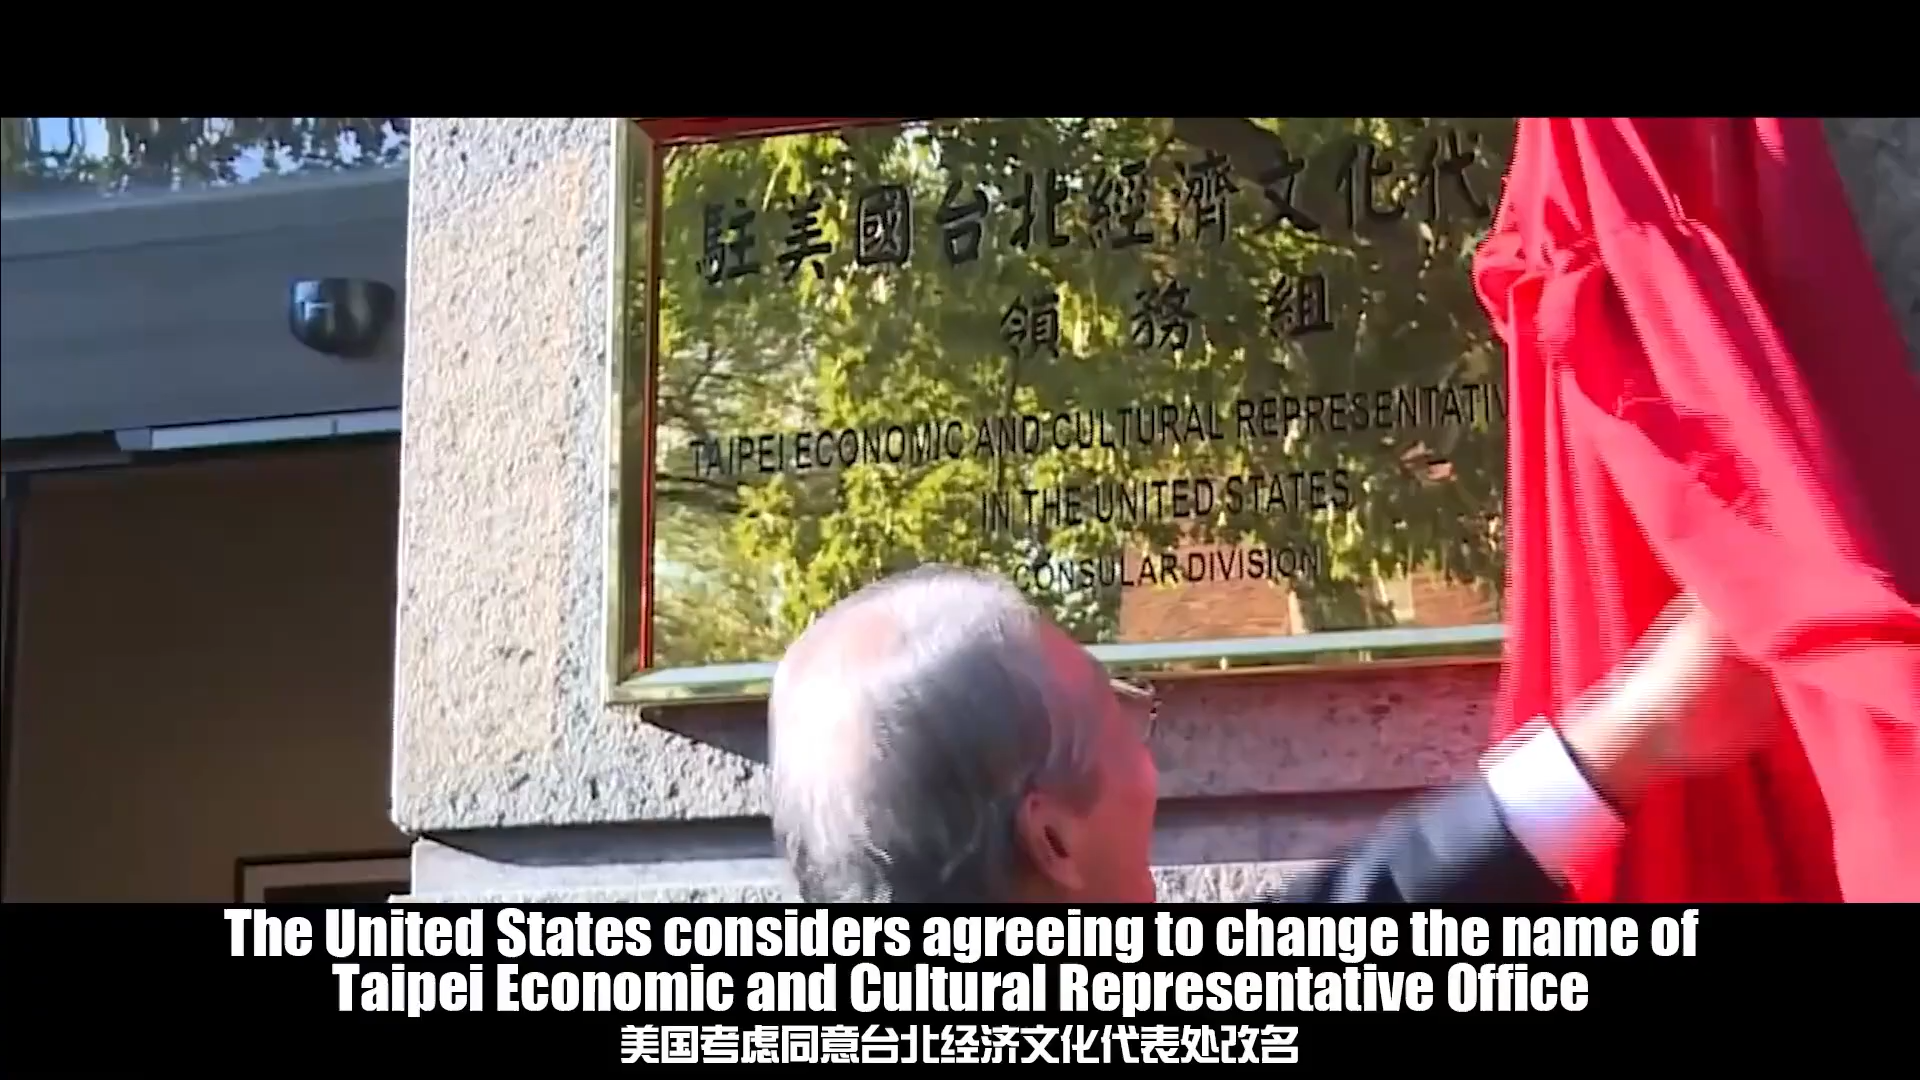 駐美國台北經濟文化代
領務組
TAIPEI ECONOMIC AND CULTURAL REPRESENTATIV
IN THE UNITED STATES
CONSULAR DIVISION
The United States considers agreeing to change the name of
Taipei Economic and Cultural Representative Office
美国考虑同意台北经济文化代表处改名